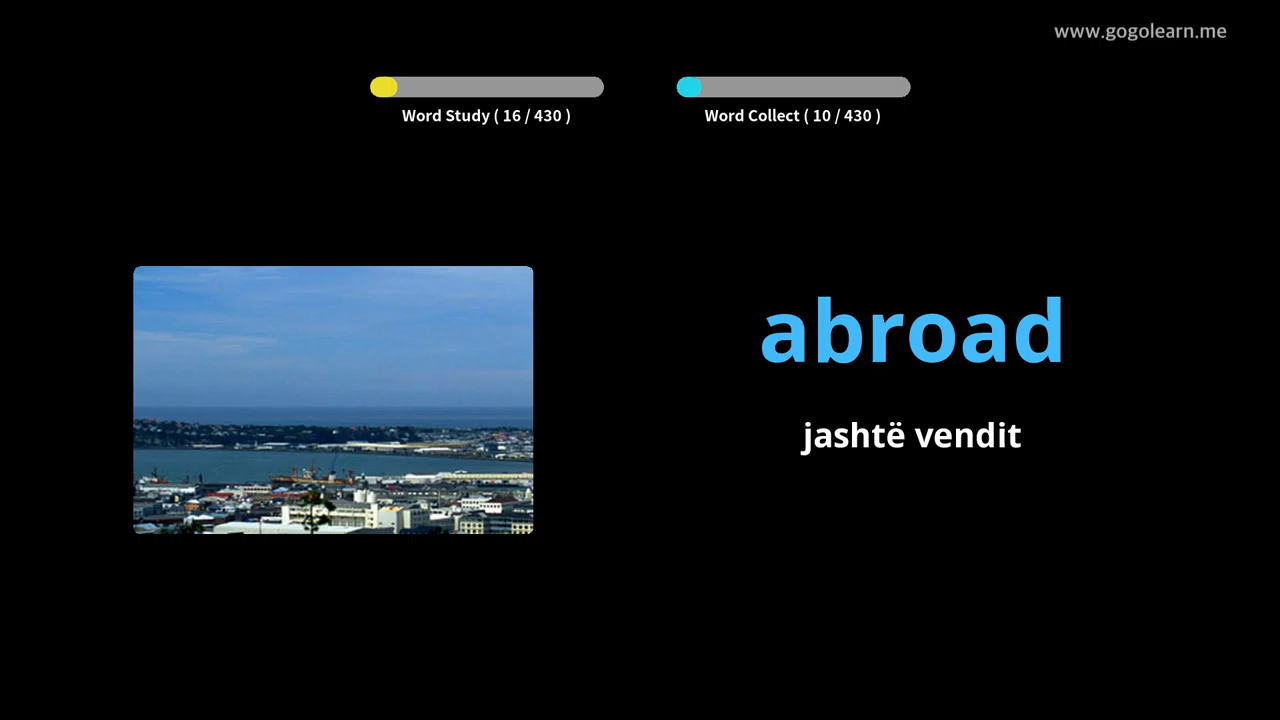 www.gogolearn.me
Word Study ( 16 / 430 )
Word Collect ( 10 / 430 )
abroad
jashtë vendit